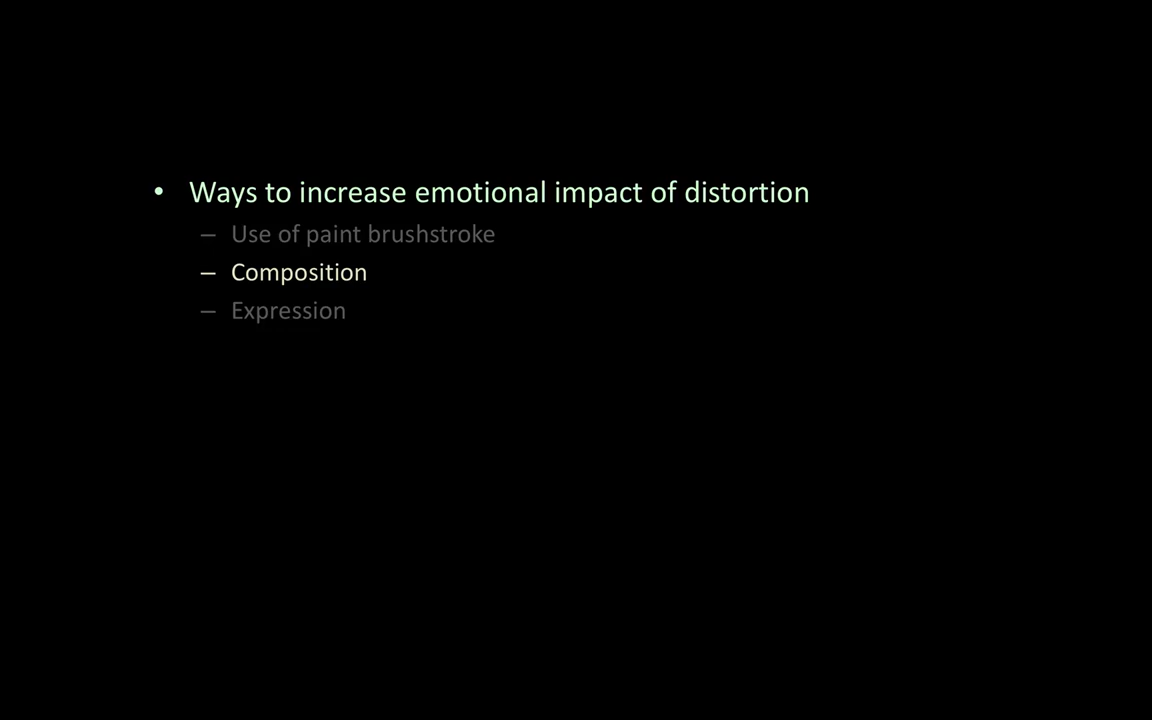 • Ways to increase emotional impact of distortion
– Use of paint brushstroke
– Composition
– Expression